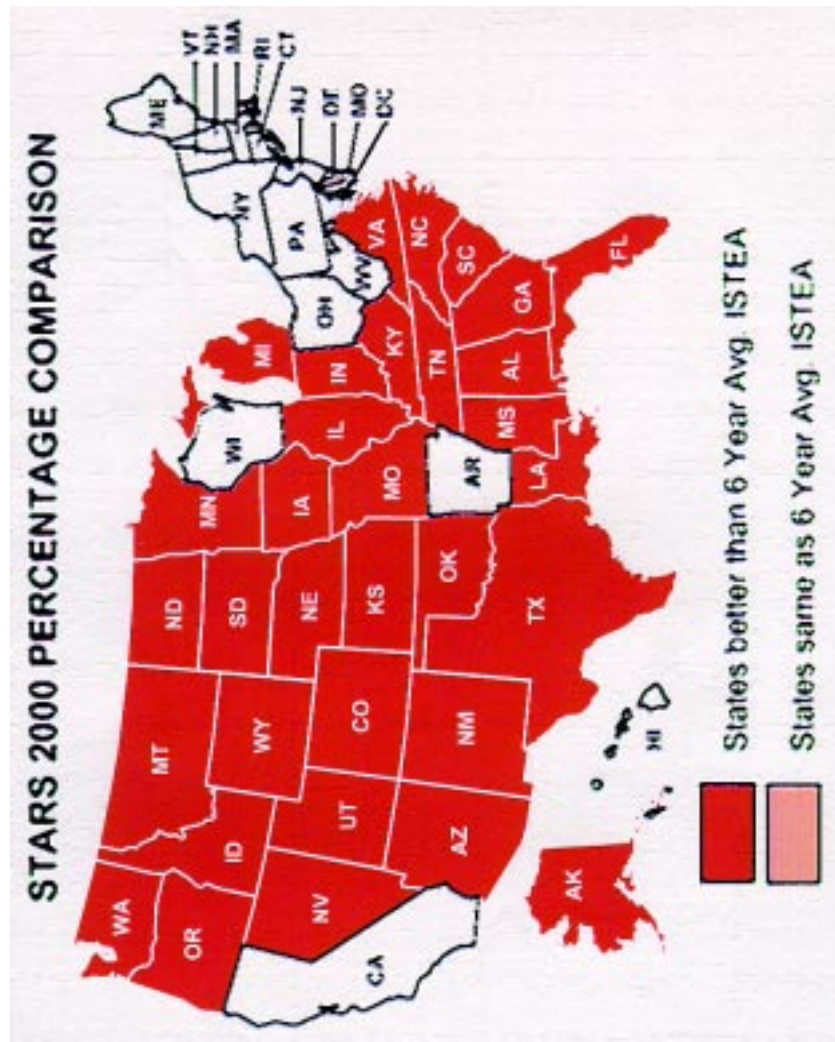 STARS 2000 PERCENTAGE COMPARISON
WA
OR
CA
NV
ID
MT
WY
UT
AZ
CO
NM
ND
SD
NE
KS
OK
TX
MN
IA
MO
AR
LA
WI
IL
MS
MI
IN
KY
TN
AL
OH
WV
VA
NC
SC
GA
FL
PA
NY
ME
VT
NH
MA
RI
CT
NJ
DE
MO
DC
AK
HI
States better than 6 Year Avg. ISTEA
States same as 6 Year Avg. ISTEA